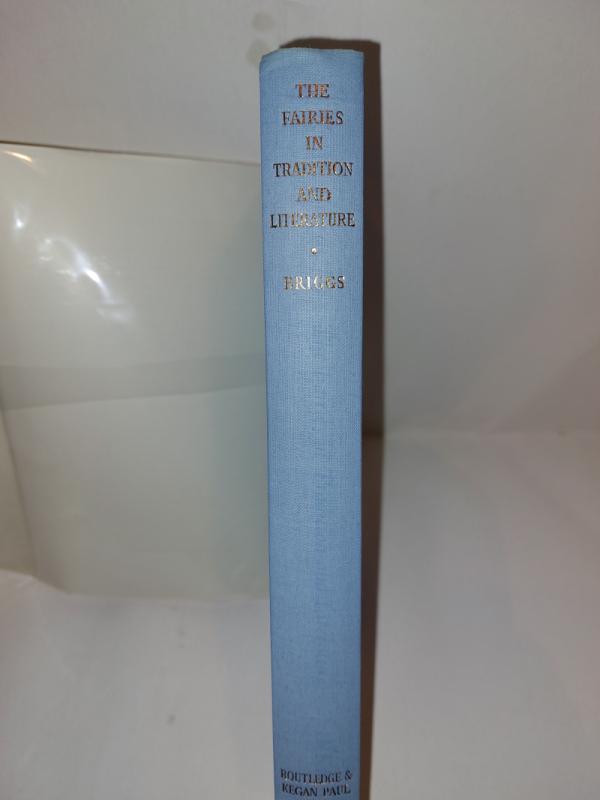 THE
FAIRIES
IN
TRADITION
AND
LITERATURE
•
BRIGGS
ROUTLEDGE &
KEGAN PAUL